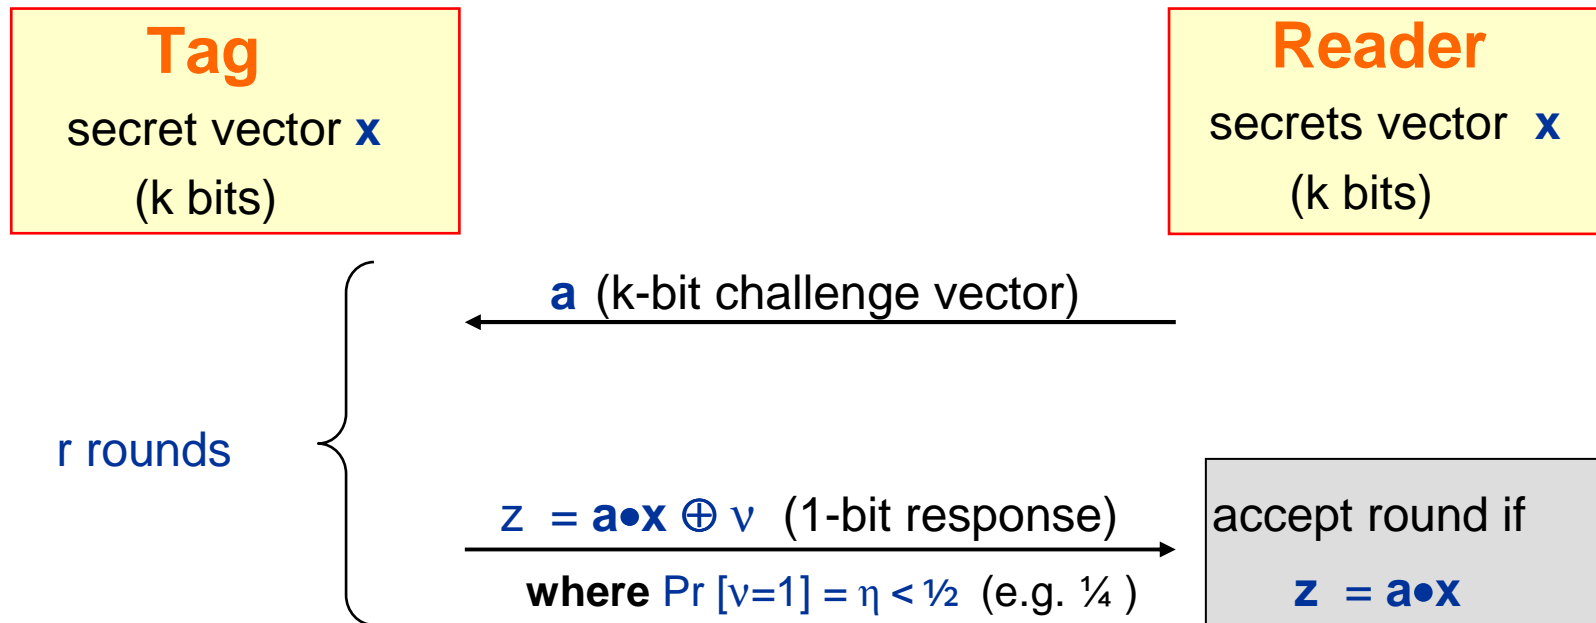 Tag
secret vector x
(k bits)
Reader
secrets vector x
(k bits)
a (k-bit challenge vector)
r rounds
z = a•x ⊕ ν (1-bit response)
where Pr [ν=1] = η < ½ (e.g. ¼ )
accept round if
z = a•x